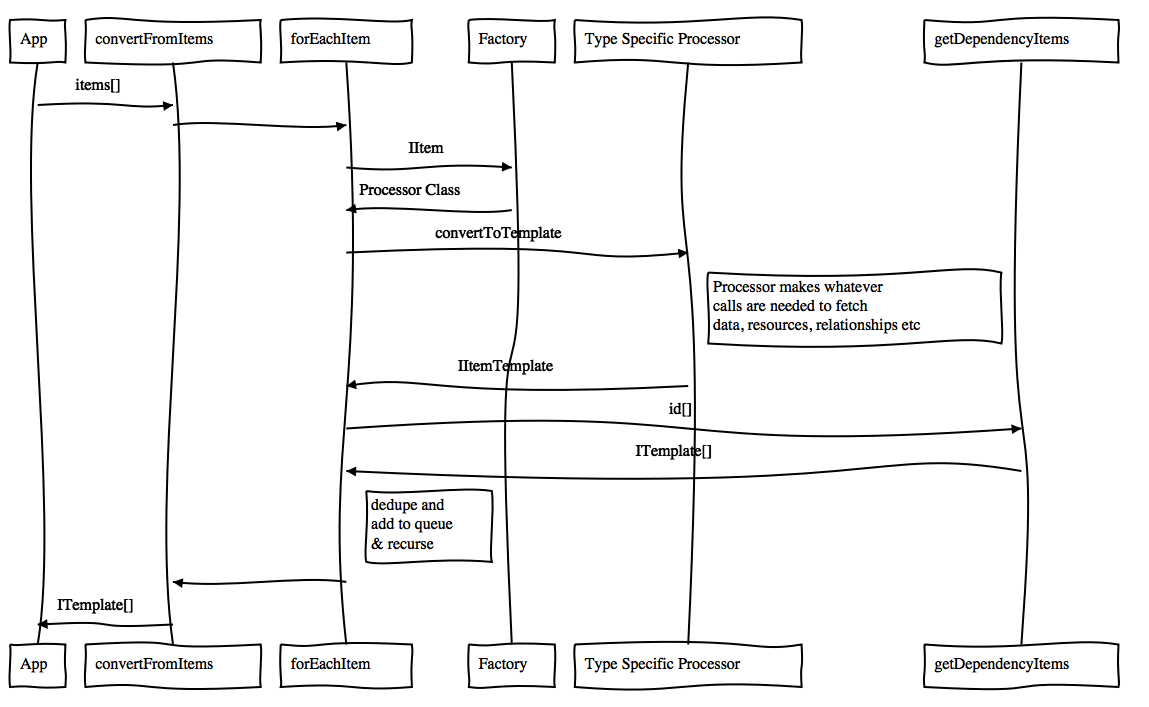 App
convertFromItems
forEachItem
Factory
Type Specific Processor
getDependencyItems
items[]
IItem
Processor Class
convertToTemplate
Processor makes whatever
calls are needed to fetch
data, resources, relationships etc
IItemTemplate
id[]
ITemplate[]
dedupe and
add to queue
& recurse
ITemplate[]
App
convertFromItems
forEachItem
Factory
Type Specific Processor
getDependencyItems